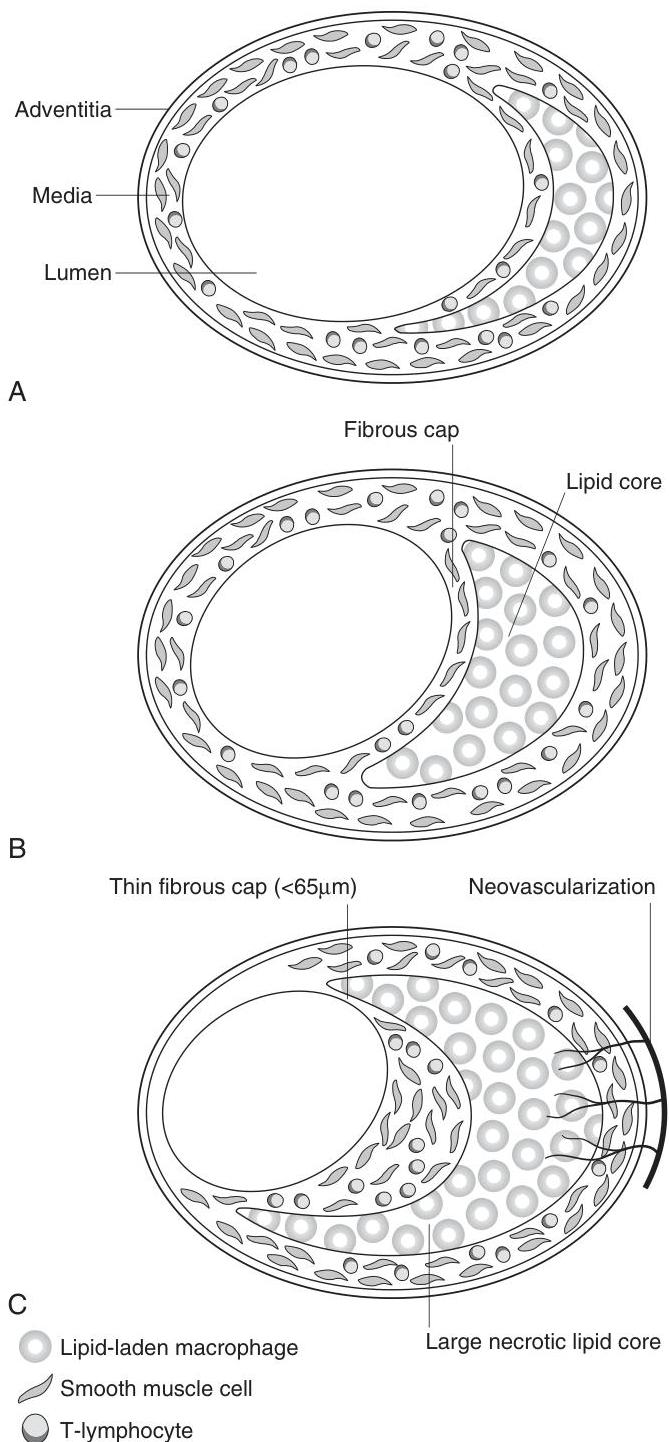 Adventitia
Media
Lumen
A
Fibrous cap
Lipid core
B
Thin fibrous cap (<65μm)
Neovascularization
C
Large necrotic lipid core
Lipid-laden macrophage
Smooth muscle cell
T-lymphocyte